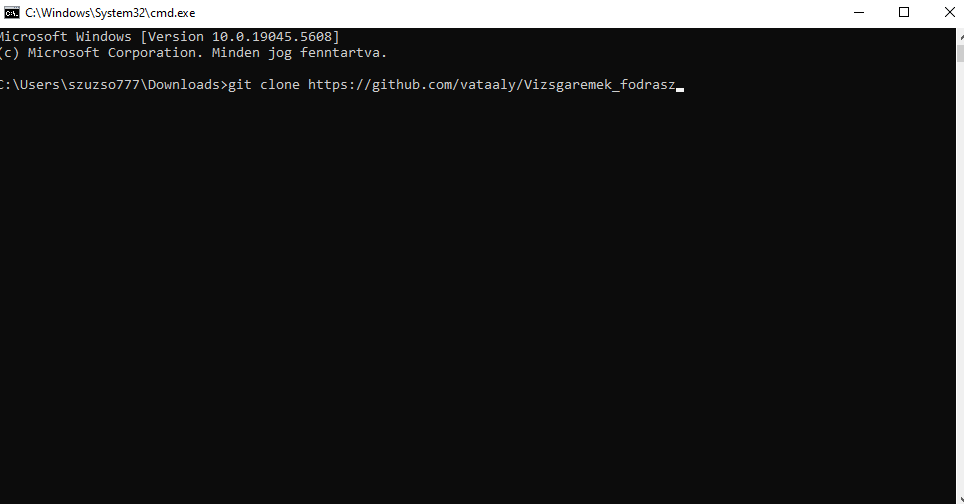 C:\Windows\System32\cmd.exe
Microsoft Windows [Version 10.0.19045.5608]
(c) Microsoft Corporation. Minden jog fenntartva.
C:\Users\szuzso777\Downloads>git clone https://github.com/vataaly/Vizsgaremek_fodrasz